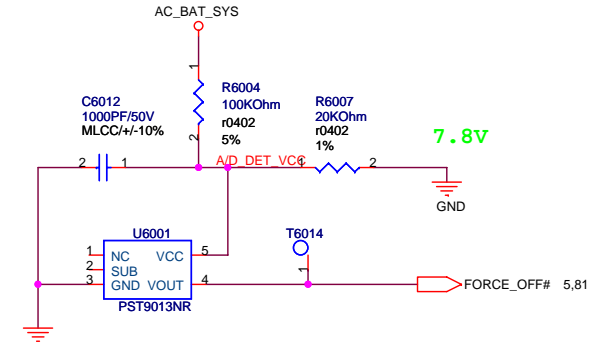 AC_BAT_SYS
1
R6004
100KOhm
r0402
5%
2
C6012
1000PF/50V
MLCC/+/-10%
R6007
20KOhm
r0402
1%
7.8V
2 1
A/D_DET_VCC
1 2
GND
U6001
1 NC VCC 5
2 SUB
3 GND VOUT 4
PST9013NR
T6014
1
FORCE_OFF# 5,81